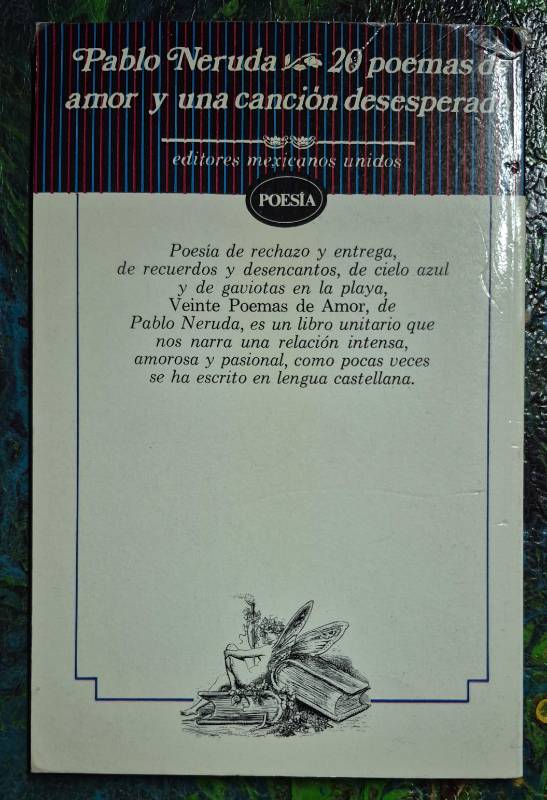 Pablo Neruda 20 poemas d
amor y una canción desesperada
editores mexicanos unidos
POESÍA
Poesía de rechazo y entrega,
de recuerdos y desencantos, de cielo azul
y de gaviotas en la playa,
Veinte Poemas de Amor, de
Pablo Neruda, es un libro unitario que
nos narra una relación intensa,
amorosa y pasional, como pocas veces
se ha escrito en lengua castellana.